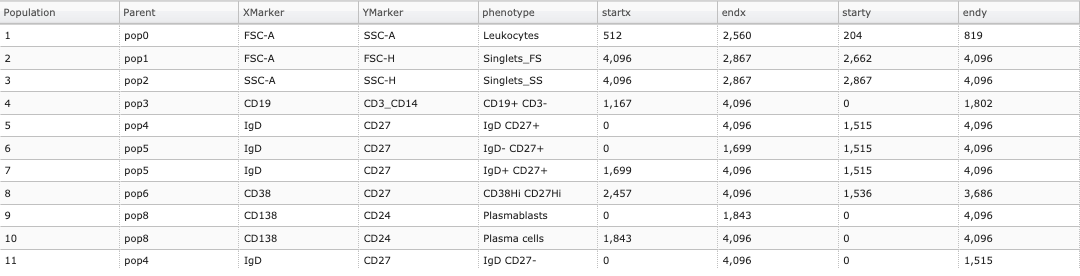 Population Parent XMarker YMarker phenotype startx endx starty endy
1 pop0 FSC-A SSC-A Leukocytes 512 2,560 204 819
2 pop1 FSC-A FSC-H Singlets_FS 4,096 2,867 2,662 4,096
3 pop2 SSC-A SSC-H Singlets_SS 4,096 2,867 2,867 4,096
4 pop3 CD19 CD3_CD14 CD19+ CD3- 1,167 4,096 0 1,802
5 pop4 IgD CD27 IgD CD27+ 0 4,096 1,515 4,096
6 pop5 IgD CD27 IgD- CD27+ 0 1,699 1,515 4,096
7 pop5 IgD CD27 IgD+ CD27+ 1,699 4,096 1,515 4,096
8 pop6 CD38 CD27 CD38Hi CD27Hi 2,457 4,096 1,536 3,686
9 pop8 CD138 CD24 Plasmablasts 0 1,843 0 4,096
10 pop8 CD138 CD24 Plasma cells 1,843 4,096 0 4,096
11 pop4 IgD CD27 IgD CD27- 0 4,096 0 1,515